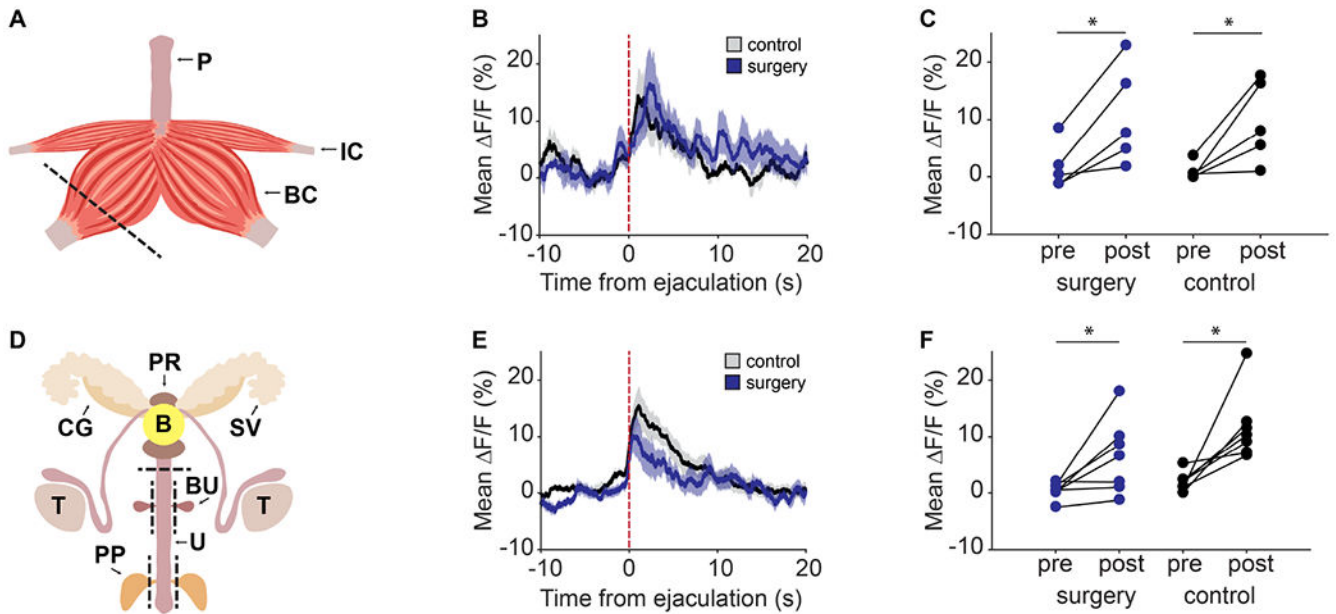 A
P
IC
BC
B
control
surgery
Mean ΔF/F (%)
20
10
0
-10
-10 0 10 20
Time from ejaculation (s)
C
* *
Mean ΔF/F (%)
20
10
0
-10
pre post pre post
surgery control
D
PR
CG B SV
T BU T
U
PP
E
control
surgery
Mean ΔF/F (%)
20
10
0
-10
-10 0 10 20
Time from ejaculation (s)
F
* *
Mean ΔF/F (%)
20
10
0
-10
pre post pre post
surgery control